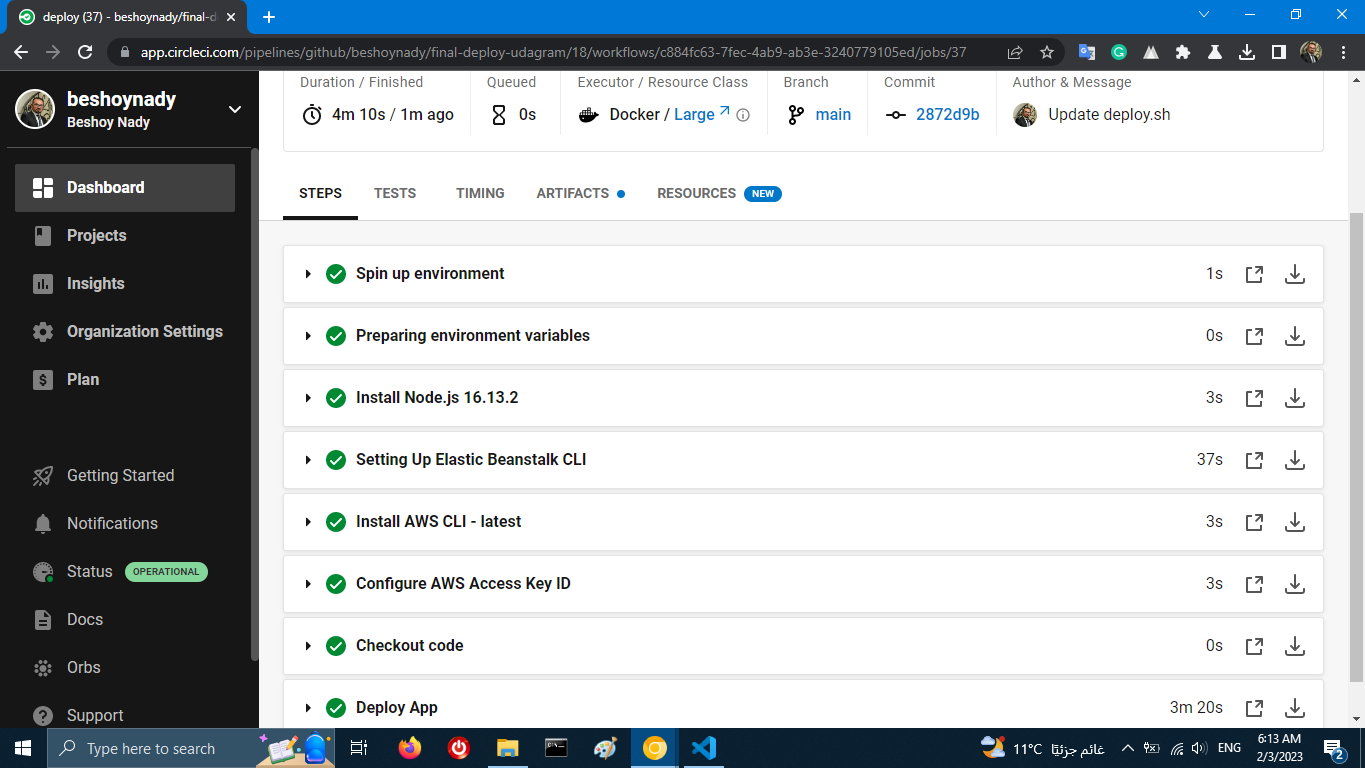 deploy (37) - beshoynady/final-d
app.circleci.com/pipelines/github/beshoynady/final-deploy-udagram/18/workflows/c884fc63-7fec-4ab9-ab3e-3240779105ed/jobs/37
beshoynady
Beshoy Nady
Dashboard
Projects
Insights
Organization Settings
$ Plan
Getting Started
Notifications
Status OPERATIONAL
Docs
Orbs
? Support
Duration / Finished
4m 10s / 1m ago
Queued
0s
Executor / Resource Class
Docker / Large
Branch
main
Commit
2872d9b
Author & Message
Update deploy.sh
STEPS TESTS TIMING ARTIFACTS RESOURCES NEW
Spin up environment 1s
Preparing environment variables 0s
Install Node.js 16.13.2 3s
Setting Up Elastic Beanstalk CLI 37s
Install AWS CLI - latest 3s
Configure AWS Access Key ID 3s
Checkout code 0s
Deploy App 3m 20s
Type here to search
11°C غائم جزئيًا
ENG
6:13 AM
2/3/2023
2